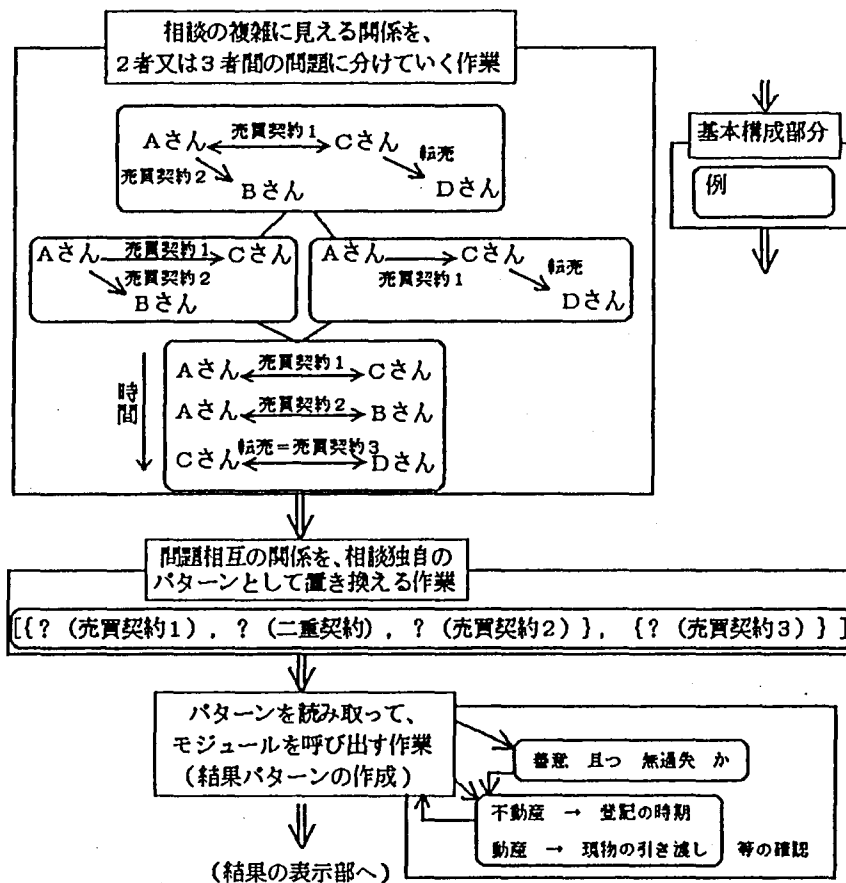 相談の複雑に見える関係を、
2者又は3者間の問題に分けていく作業
Aさん 売買契約1 Cさん 転売
売買契約2 Bさん Dさん
Aさん 売買契約1 Cさん
売買契約2
Bさん
Aさん Cさん 転売
売買契約1
Dさん
時間
Aさん 売買契約1 Cさん
Aさん 売買契約2 Bさん
Cさん 転売=売買契約3 Dさん
基本構成部分
例
問題相互の関係を、相談独自の
パターンとして置き換える作業
[{?(売買契約1),?(二重契約),?(売買契約2)},{?(売買契約3)}]
パターンを読み取って、
モジュールを呼び出す作業
(結果パターンの作成)
善意 且つ 無過失 か
不動産 → 登記の時期
動産 → 現物の引き渡し 等の確認
(結果の表示部へ)